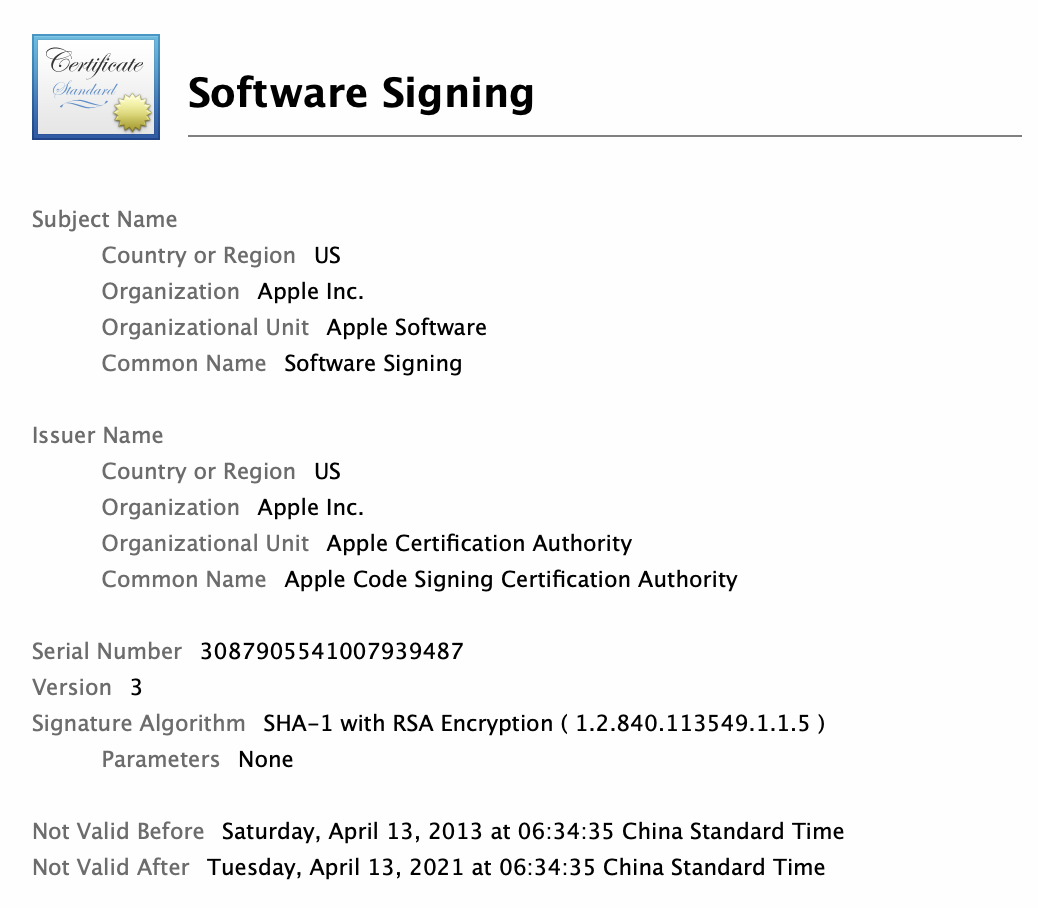 Certificate
Standard
Software Signing
Subject Name
Country or Region US
Organization Apple Inc.
Organizational Unit Apple Software
Common Name Software Signing
Issuer Name
Country or Region US
Organization Apple Inc.
Organizational Unit Apple Certification Authority
Common Name Apple Code Signing Certification Authority
Serial Number 3087905541007939487
Version 3
Signature Algorithm SHA-1 with RSA Encryption ( 1.2.840.113549.1.1.5 )
Parameters None
Not Valid Before Saturday, April 13, 2013 at 06:34:35 China Standard Time
Not Valid After Tuesday, April 13, 2021 at 06:34:35 China Standard Time